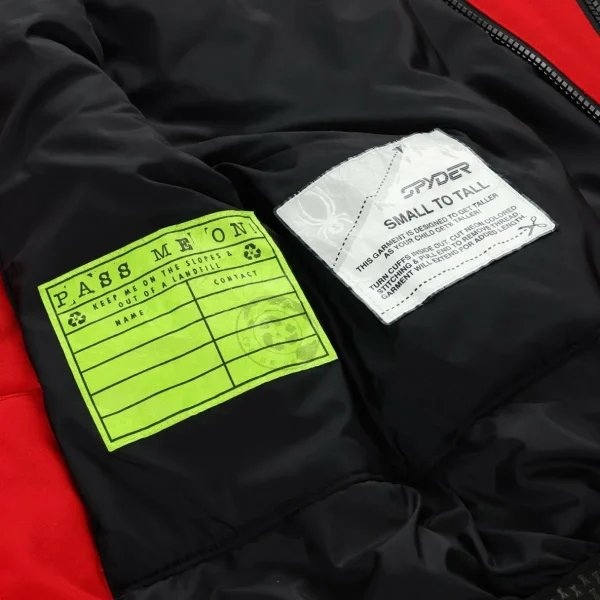 PASS ME ON
KEEP ME ON THE SLOPES &
OUT OF A LANDFILL
NAME
CONTACT
SPYDER
SMALL TO TALL
THIS GARMENT IS DESIGNED TO GET TALLER
AS YOUR CHILD GETS TALLER!
TURN CUFFS INSIDE OUT. CUT NEON COLORED
STITCHING & PULL END TO REMOVE THREAD.
GARMENT WILL EXTEND FOR ADDED LENGTH.